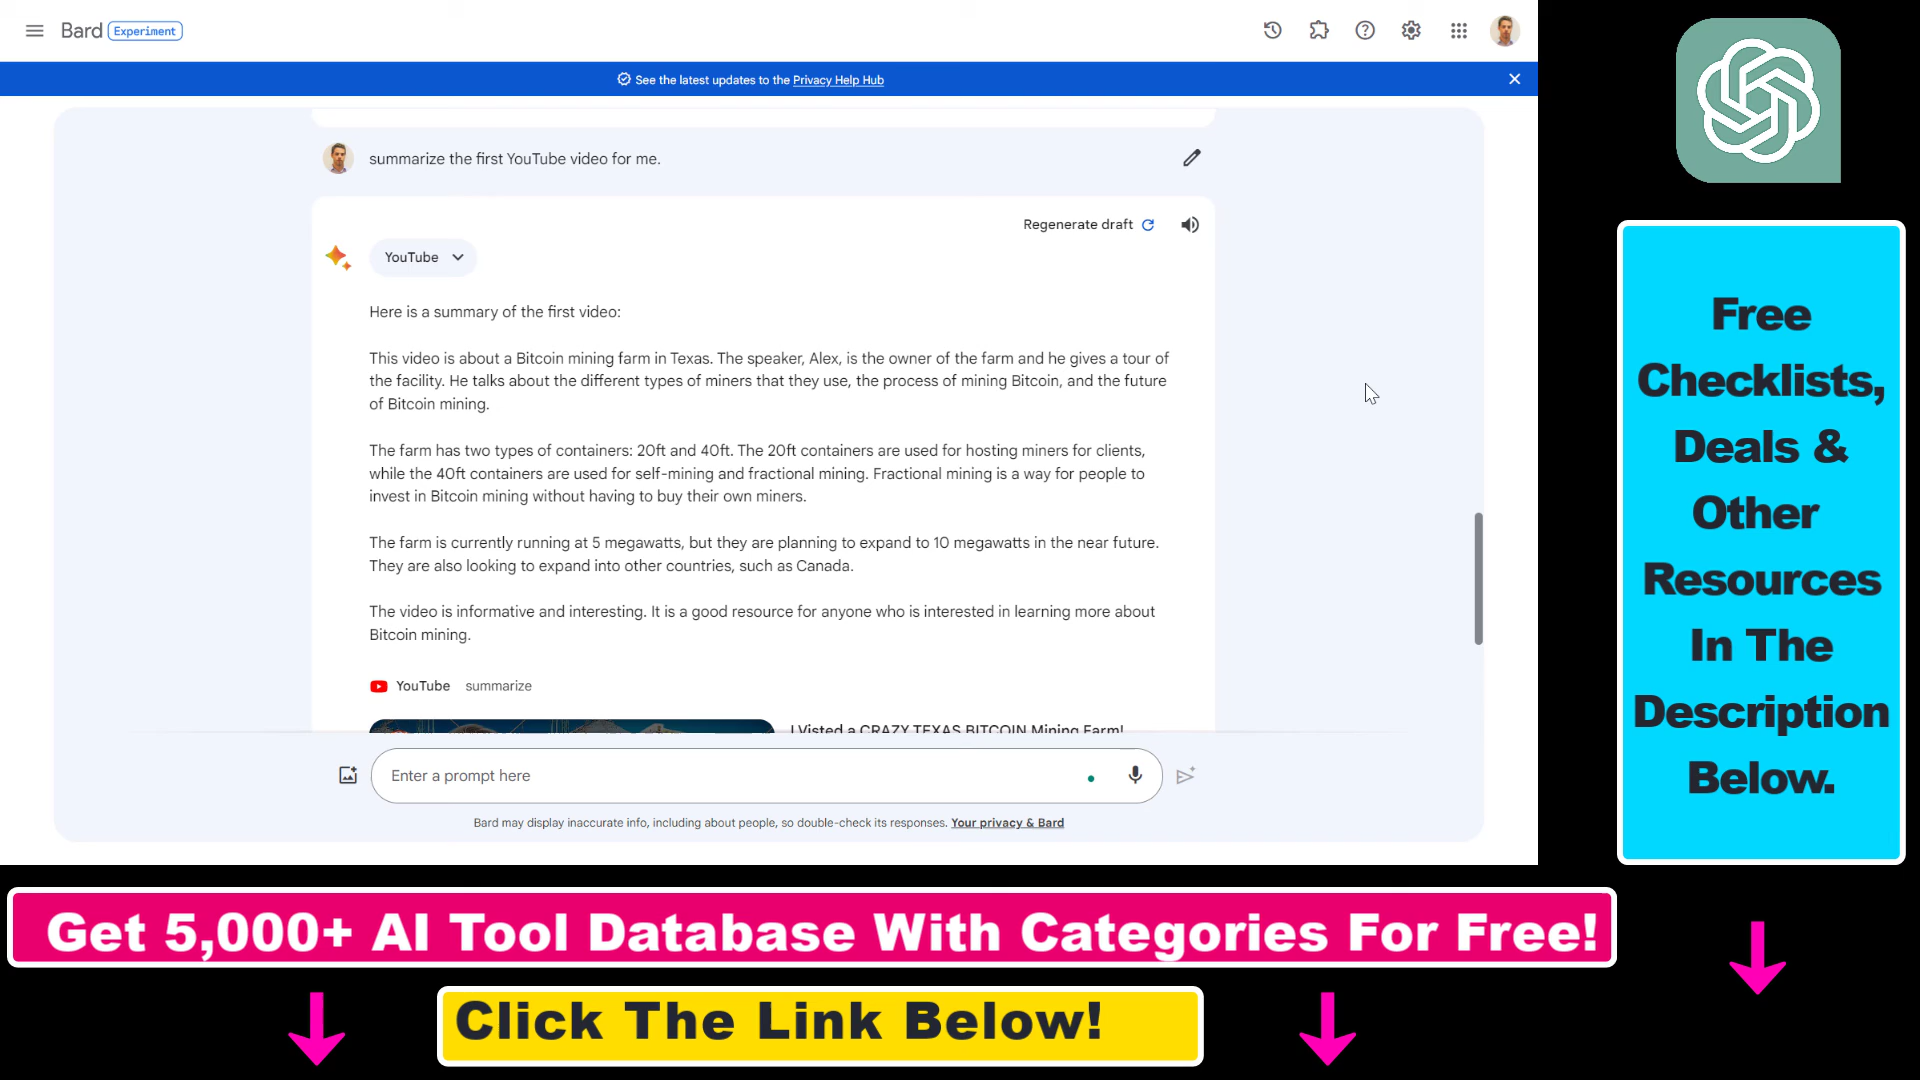 Bard Experiment
See the latest updates to the Privacy Help Hub
summarize the first YouTube video for me.
Regenerate draft
YouTube
Here is a summary of the first video:
This video is about a Bitcoin mining farm in Texas. The speaker, Alex, is the owner of the farm and he gives a tour of
the facility. He talks about the different types of miners that they use, the process of mining Bitcoin, and the future
of Bitcoin mining.
The farm has two types of containers: 20ft and 40ft. The 20ft containers are used for hosting miners for clients,
while the 40ft containers are used for self-mining and fractional mining. Fractional mining is a way for people to
invest in Bitcoin mining without having to buy their own miners.
The farm is currently running at 5 megawatts, but they are planning to expand to 10 megawatts in the near future.
They are also looking to expand into other countries, such as Canada.
The video is informative and interesting. It is a good resource for anyone who is interested in learning more about
Bitcoin mining.
YouTube summarize
I Visted a CRAZY TEXAS BITCOIN Mining Farm!
Enter a prompt here
Bard may display inaccurate info, including about people, so double-check its responses. Your privacy & Bard
Free
Checklists,
Deals &
Other
Resources
In The
Description
Below.
Get 5,000+ AI Tool Database With Categories For Free!
Click The Link Below!